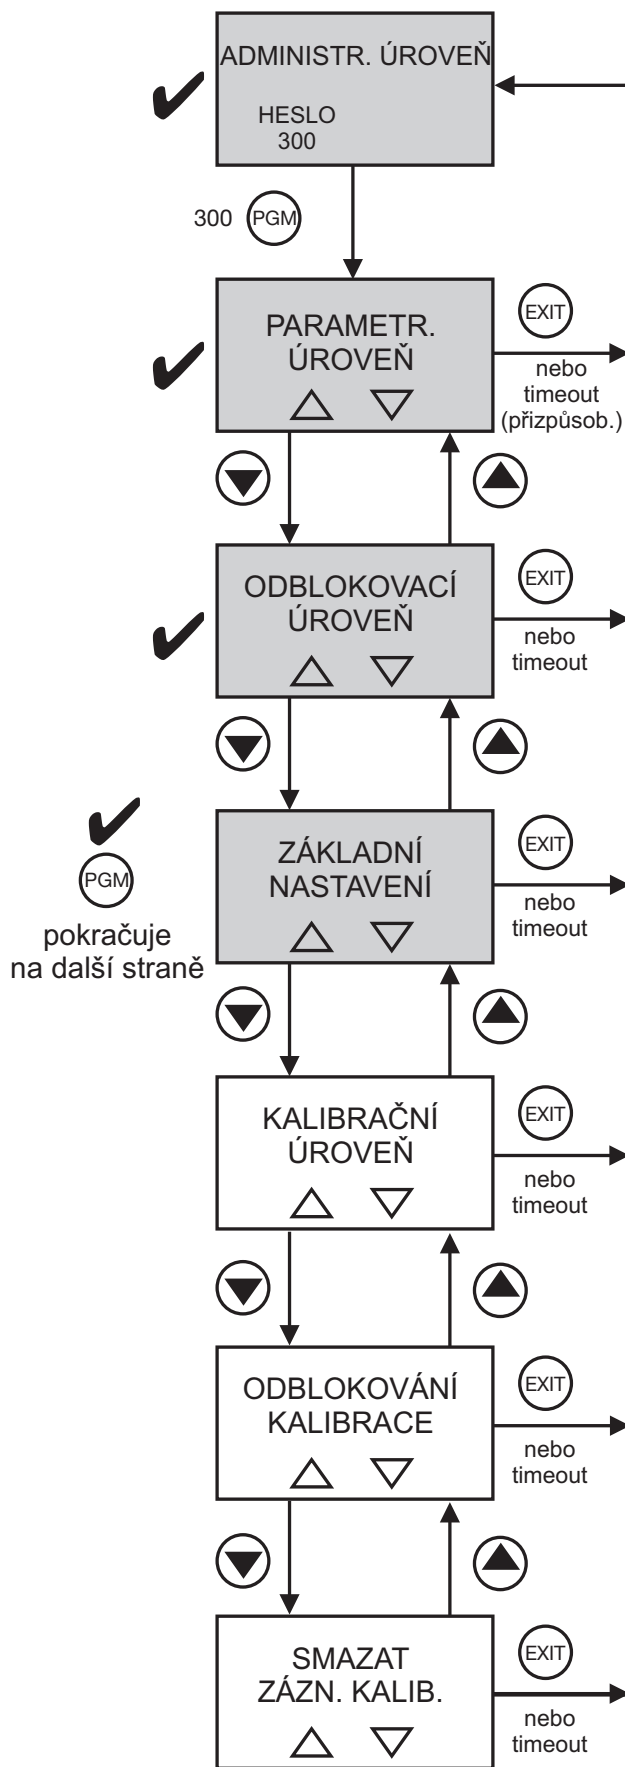 ADMINISTR. ÚROVEŇ
HESLO
300
300 PGM
PARAMETR.
ÚROVEŇ
EXIT
nebo
timeout
(přizpůsob.)
ODBLOKOVACÍ
ÚROVEŇ
EXIT
nebo
timeout
PGM
pokračuje
na další straně
ZÁKLADNÍ
NASTAVENÍ
EXIT
nebo
timeout
KALIBRAČNÍ
ÚROVEŇ
EXIT
nebo
timeout
ODBLOKOVÁNÍ
KALIBRACE
EXIT
nebo
timeout
SMAZAT
ZÁZN. KALIB.
EXIT
nebo
timeout